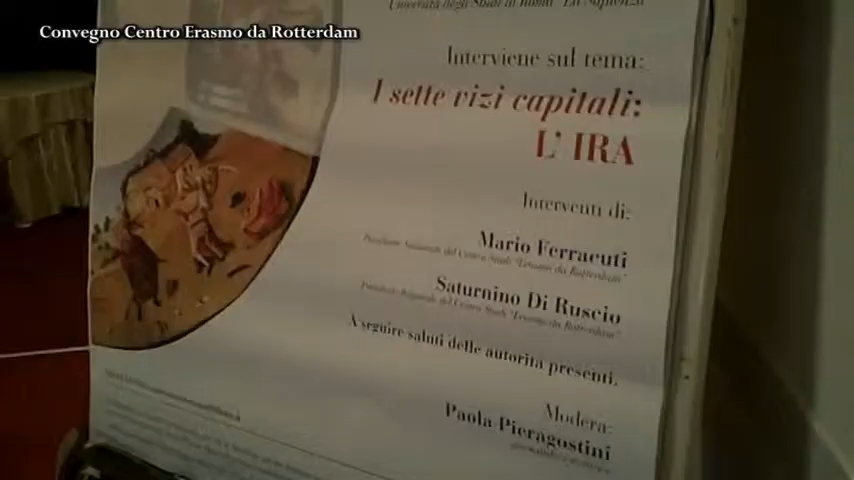 Convegno Centro Erasmo da Rotterdam
Università degli Studi di Roma "La Sapienza"
Interviene sul tema:
I sette vizi capitali:
L' IRA
Interventi di:
Mario Ferracuti
Presidente Nazionale del Centro Studi "Erasmo da Rotterdam"
Saturnino Di Ruscio
Presidente Regionale del Centro Studi "Erasmo da Rotterdam"
A seguire saluti delle autorita presenti.
Modera:
Paola Pieragostini